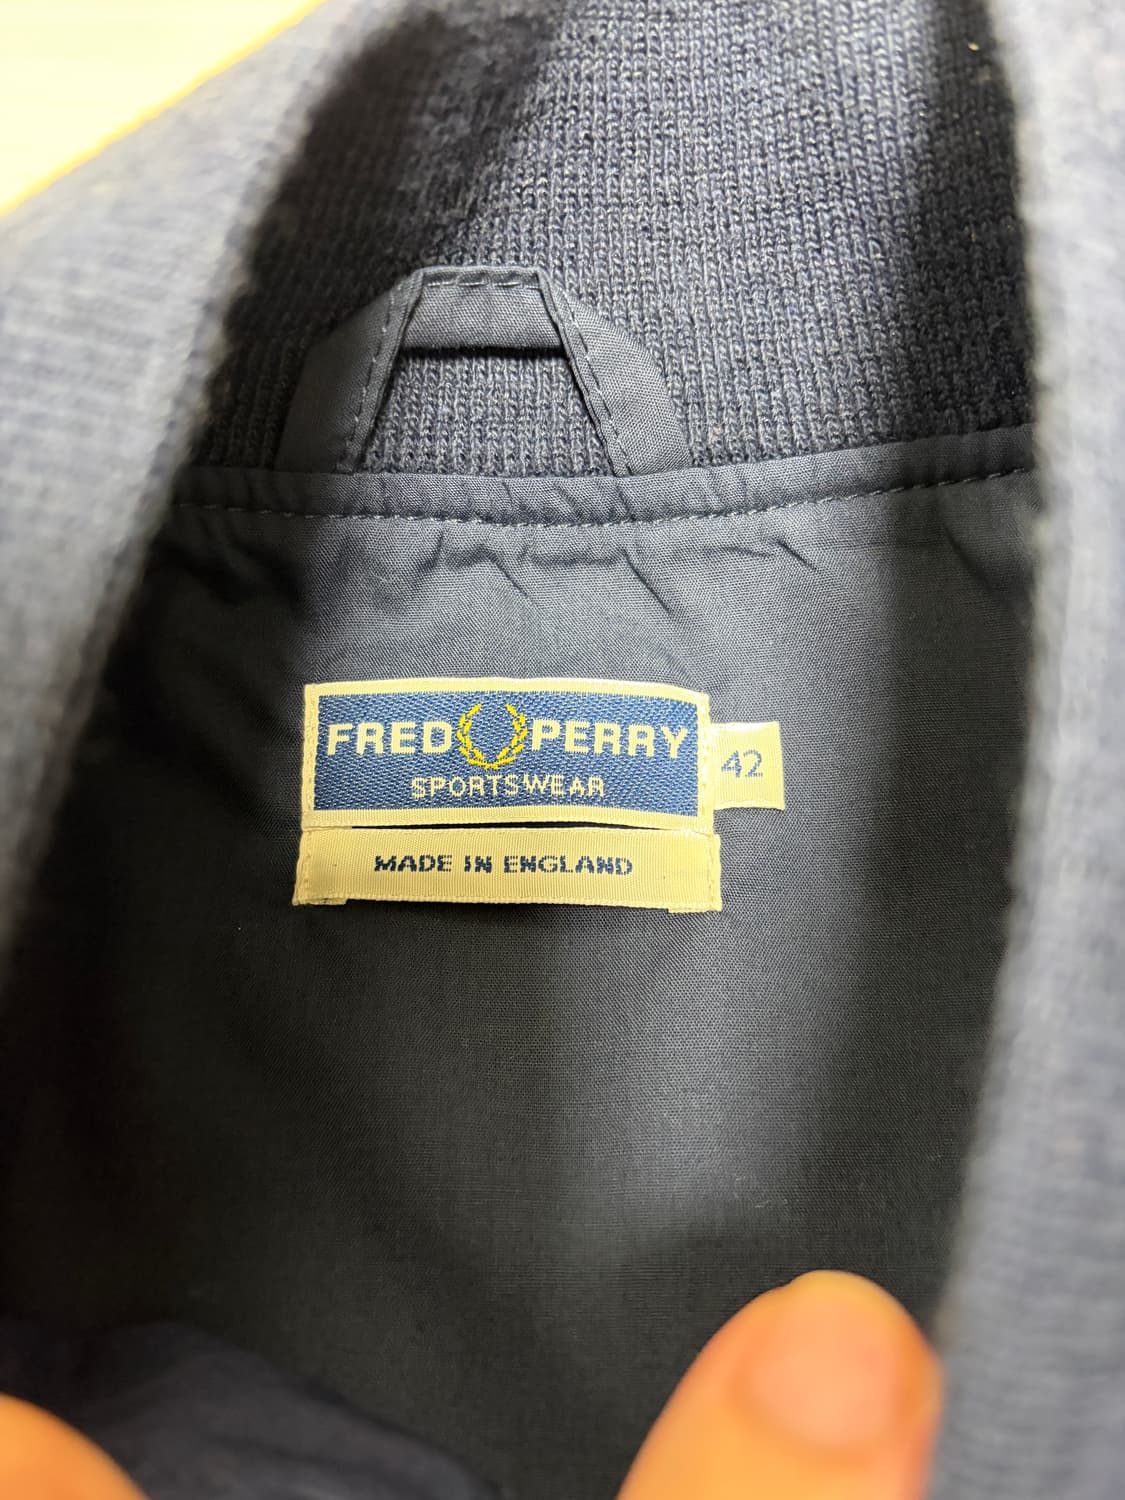 FRED PERRY
SPORTSWEAR
42
MADE IN ENGLAND